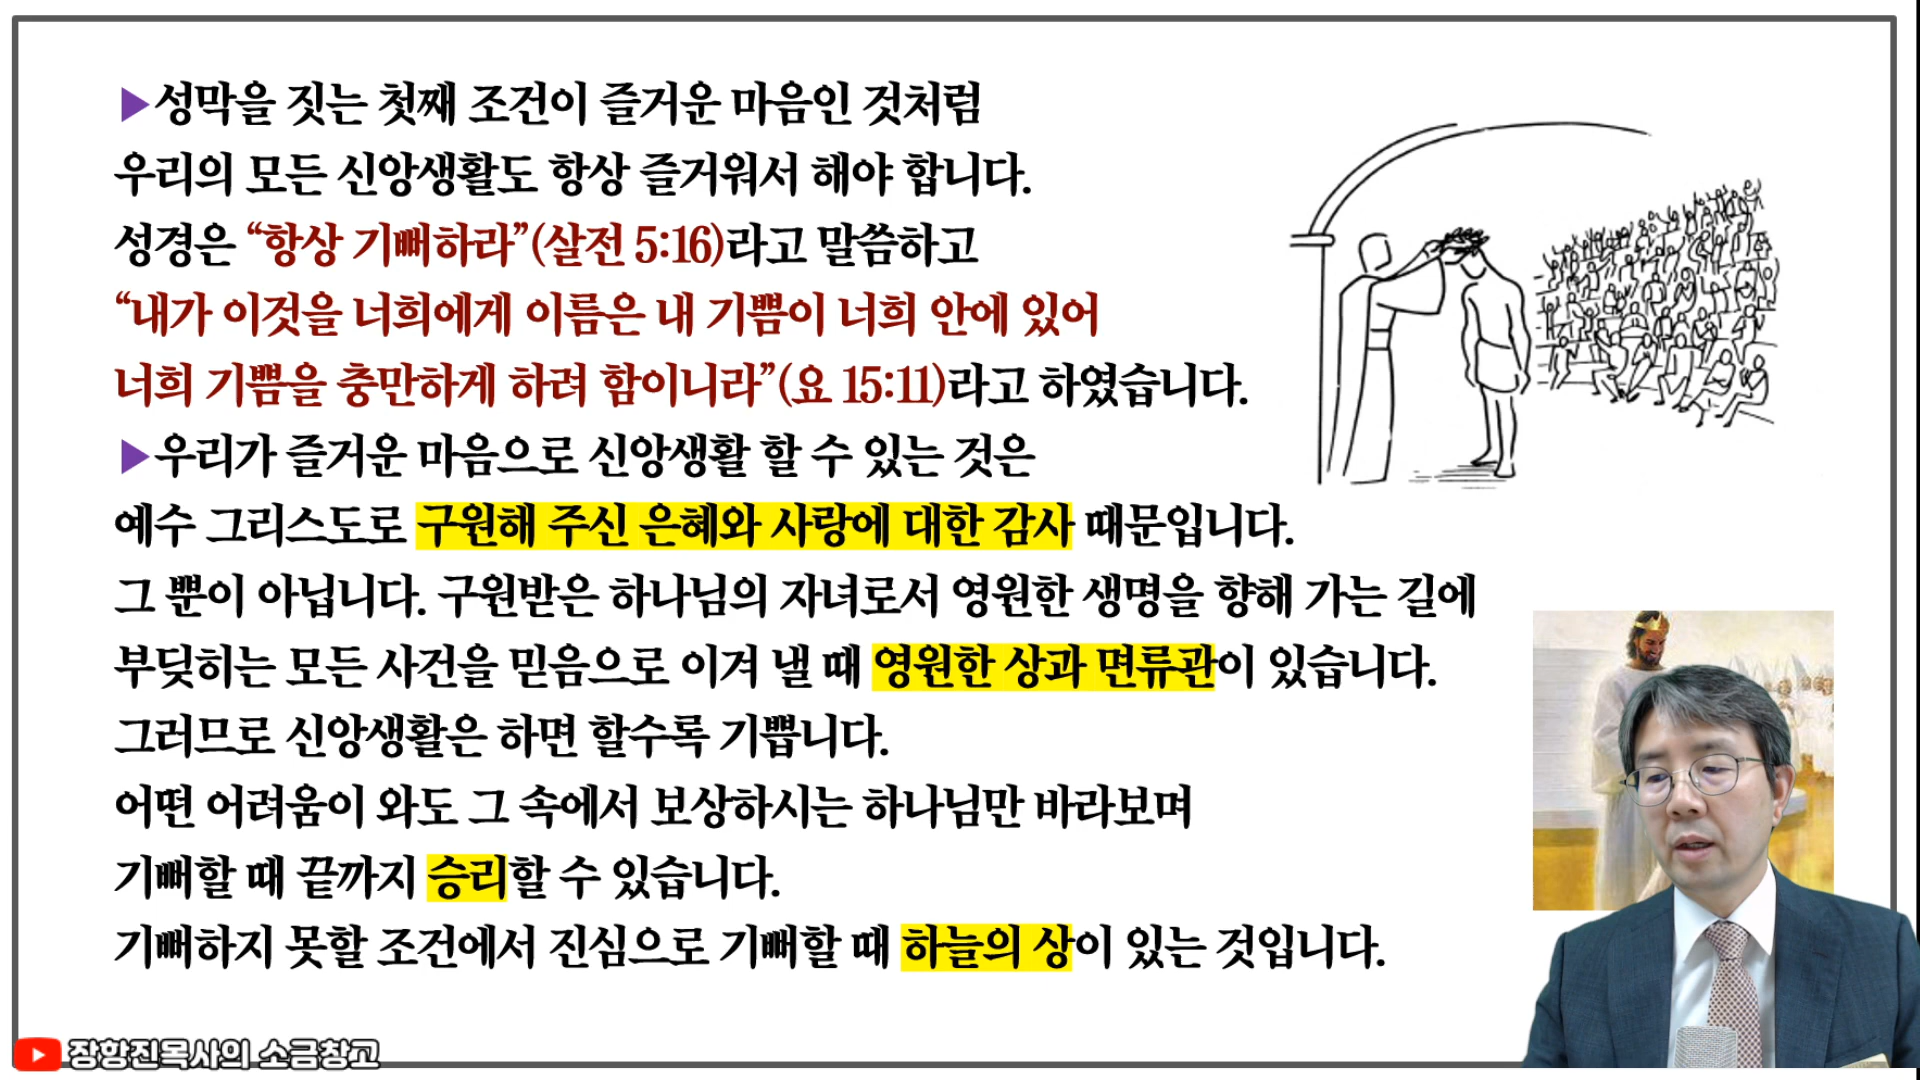 ▶성막을 짓는 첫째 조건이 즐거운 마음인 것처럼
우리의 모든 신앙생활도 항상 즐거워서 해야 합니다.
성경은 “항상 기뻐하라”(살전 5:16)라고 말씀하고
“내가 이것을 너희에게 이름은 내 기쁨이 너희 안에 있어
너희 기쁨을 충만하게 하려 함이니라”(요 15:11)라고 하였습니다.
▶우리가 즐거운 마음으로 신앙생활 할 수 있는 것은
예수 그리스도로 구원해 주신 은혜와 사랑에 대한 감사 때문입니다.
그 뿐이 아닙니다. 구원받은 하나님의 자녀로서 영원한 생명을 향해 가는 길에
부딪히는 모든 사건을 믿음으로 이겨 낼 때 영원한 상과 면류관이 있습니다.
그러므로 신앙생활은 하면 할수록 기쁩니다.
어떤 어려움이 와도 그 속에서 보상하시는 하나님만 바라보며
기뻐할 때 끝까지 승리할 수 있습니다.
기뻐하지 못할 조건에서 진심으로 기뻐할 때 하늘의 상이 있는 것입니다.
장항진목사의 소금창고